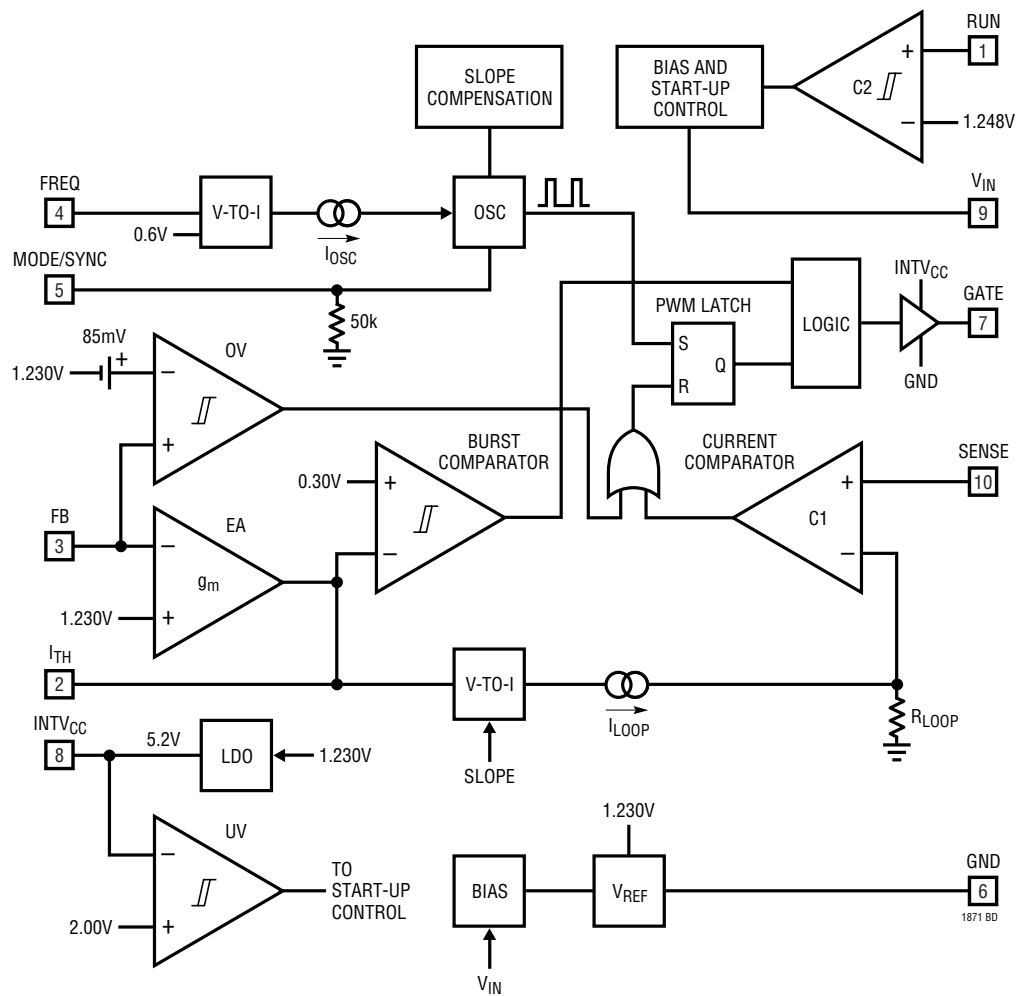 RUN
1
SLOPE
COMPENSATION
BIAS AND
START-UP
CONTROL
C2
+
–
1.248V
FREQ
4
V-TO-I
0.6V
IOSC
OSC
VIN
9
MODE/SYNC
5
50k
PWM LATCH
S
R
Q
LOGIC
INTVCC
GATE
7
GND
85mV
+
1.230V
OV
–
+
BURST
COMPARATOR
0.30V
+
–
CURRENT
COMPARATOR
SENSE
10
+
C1
–
FB
3
EA
–
gm
1.230V
+
ITH
2
V-TO-I
ILOOP
RLOOP
SLOPE
INTVCC
8
5.2V
LDO
1.230V
UV
–
2.00V
+
TO
START-UP
CONTROL
1.230V
BIAS
VREF
VIN
GND
6
1871 BD